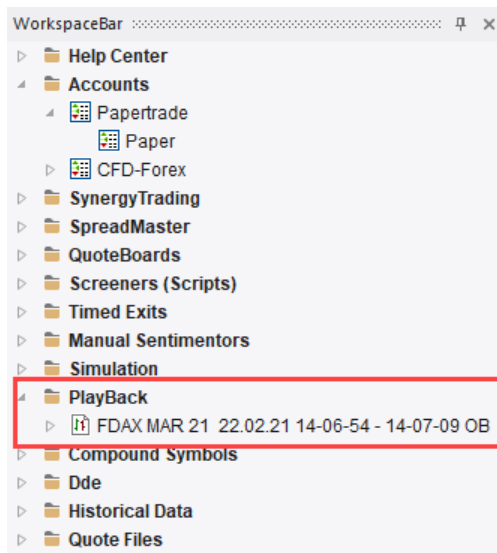 WorkspaceBar
Help Center
Accounts
Papertrade
Paper
CFD-Forex
SynergyTrading
SpreadMaster
QuoteBoards
Screeners (Scripts)
Timed Exits
Manual Sentimentors
Simulation
PlayBack
FDAX MAR 21 22.02.21 14-06-54 - 14-07-09 OB
Compound Symbols
Dde
Historical Data
Quote Files